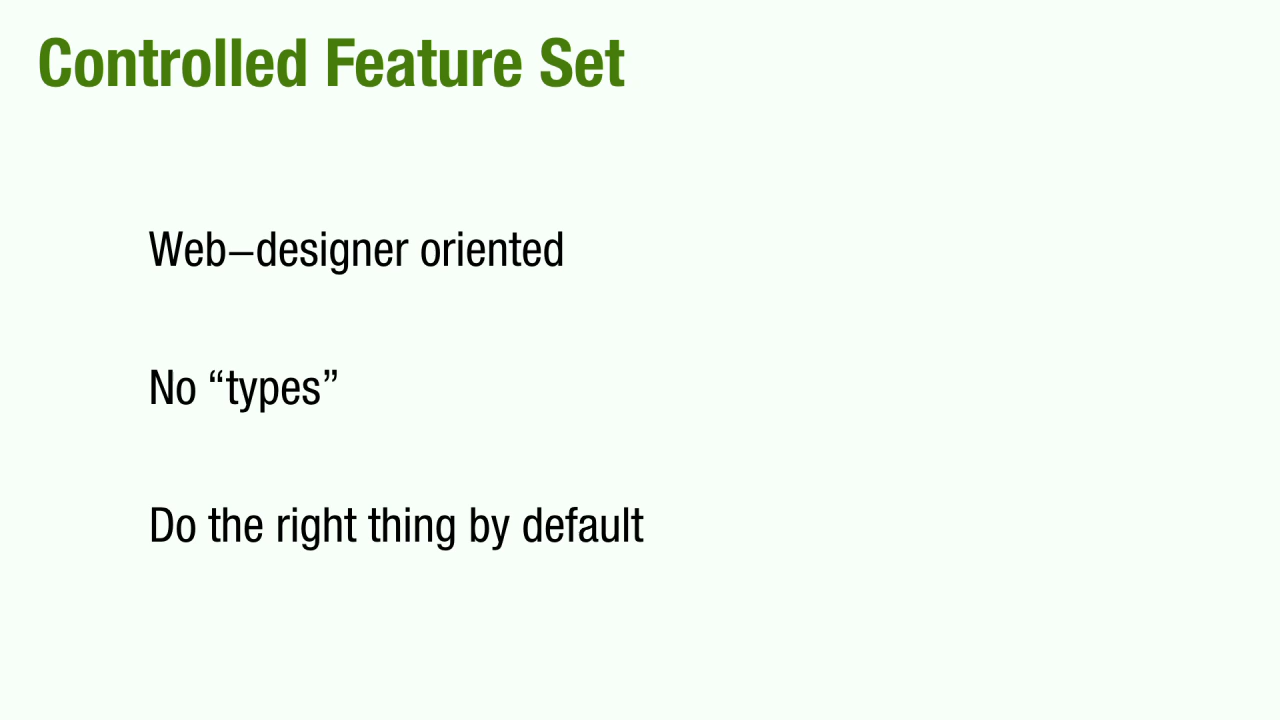 Controlled Feature Set
Web–designer oriented
No “types”
Do the right thing by default